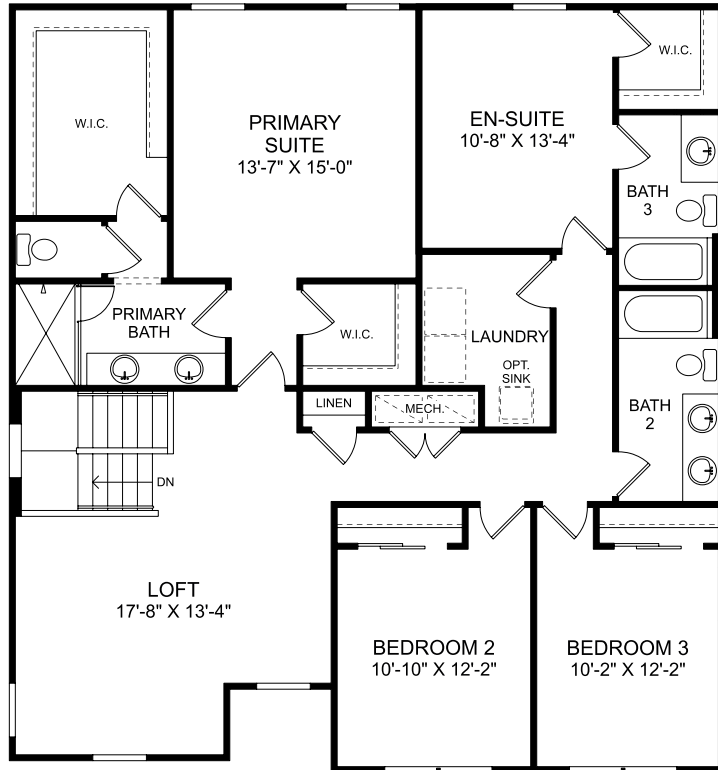 W.I.C.
PRIMARY
SUITE
13'-7" X 15'-0"
EN-SUITE
10'-8" X 13'-4"
W.I.C.
BATH
3
PRIMARY
BATH
W.I.C.
LAUNDRY
OPT.
SINK
LINEN
MECH.
BATH
2
DN
LOFT
17'-8" X 13'-4"
BEDROOM 2
10'-10" X 12'-2"
BEDROOM 3
10'-2" X 12'-2"